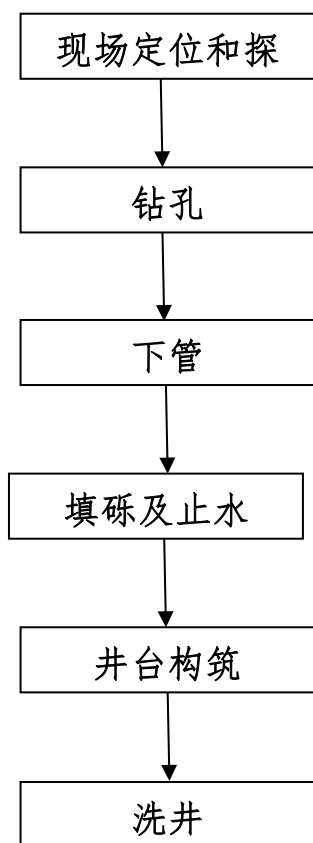 现场定位和探
钻孔
下管
填砾及止水
井台构筑
洗井